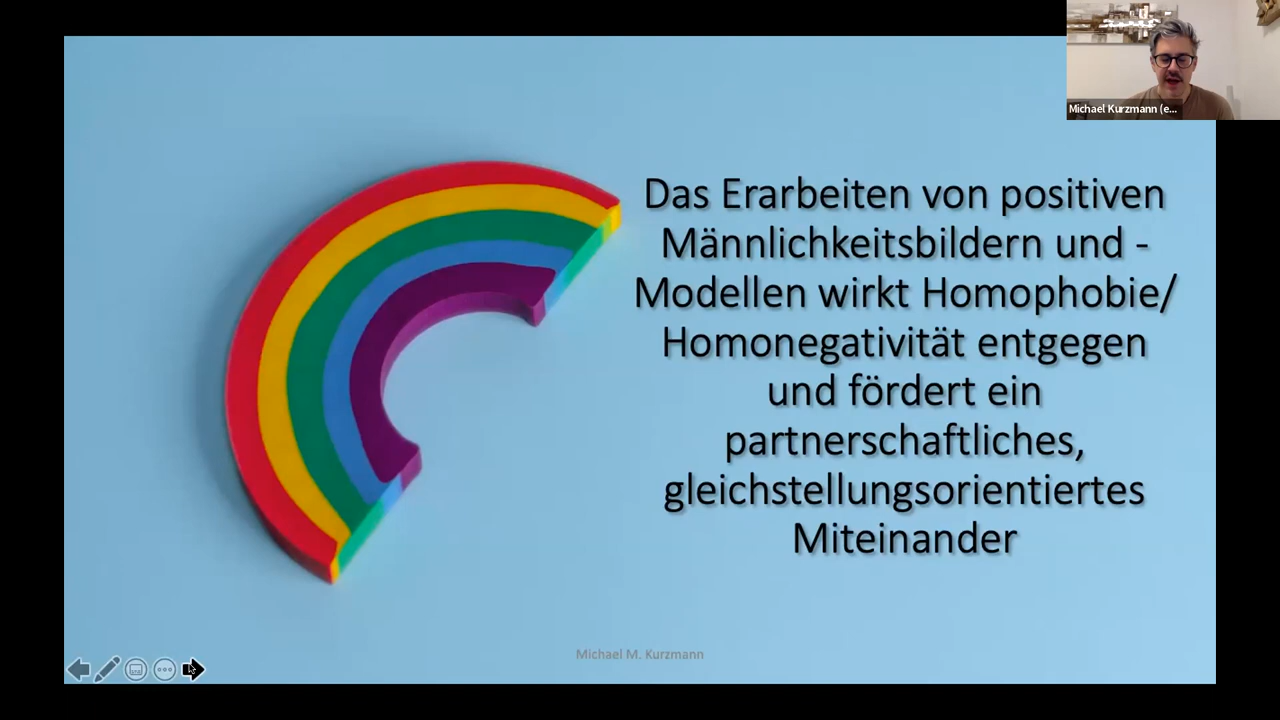 Michael Kurzmann (e...
Das Erarbeiten von positiven
Männlichkeitsbildern und -
Modellen wirkt Homophobie/
Homonegativität entgegen
und fördert ein
partnerschaftliches,
gleichstellungsorientiertes
Miteinander
Michael M. Kurzmann